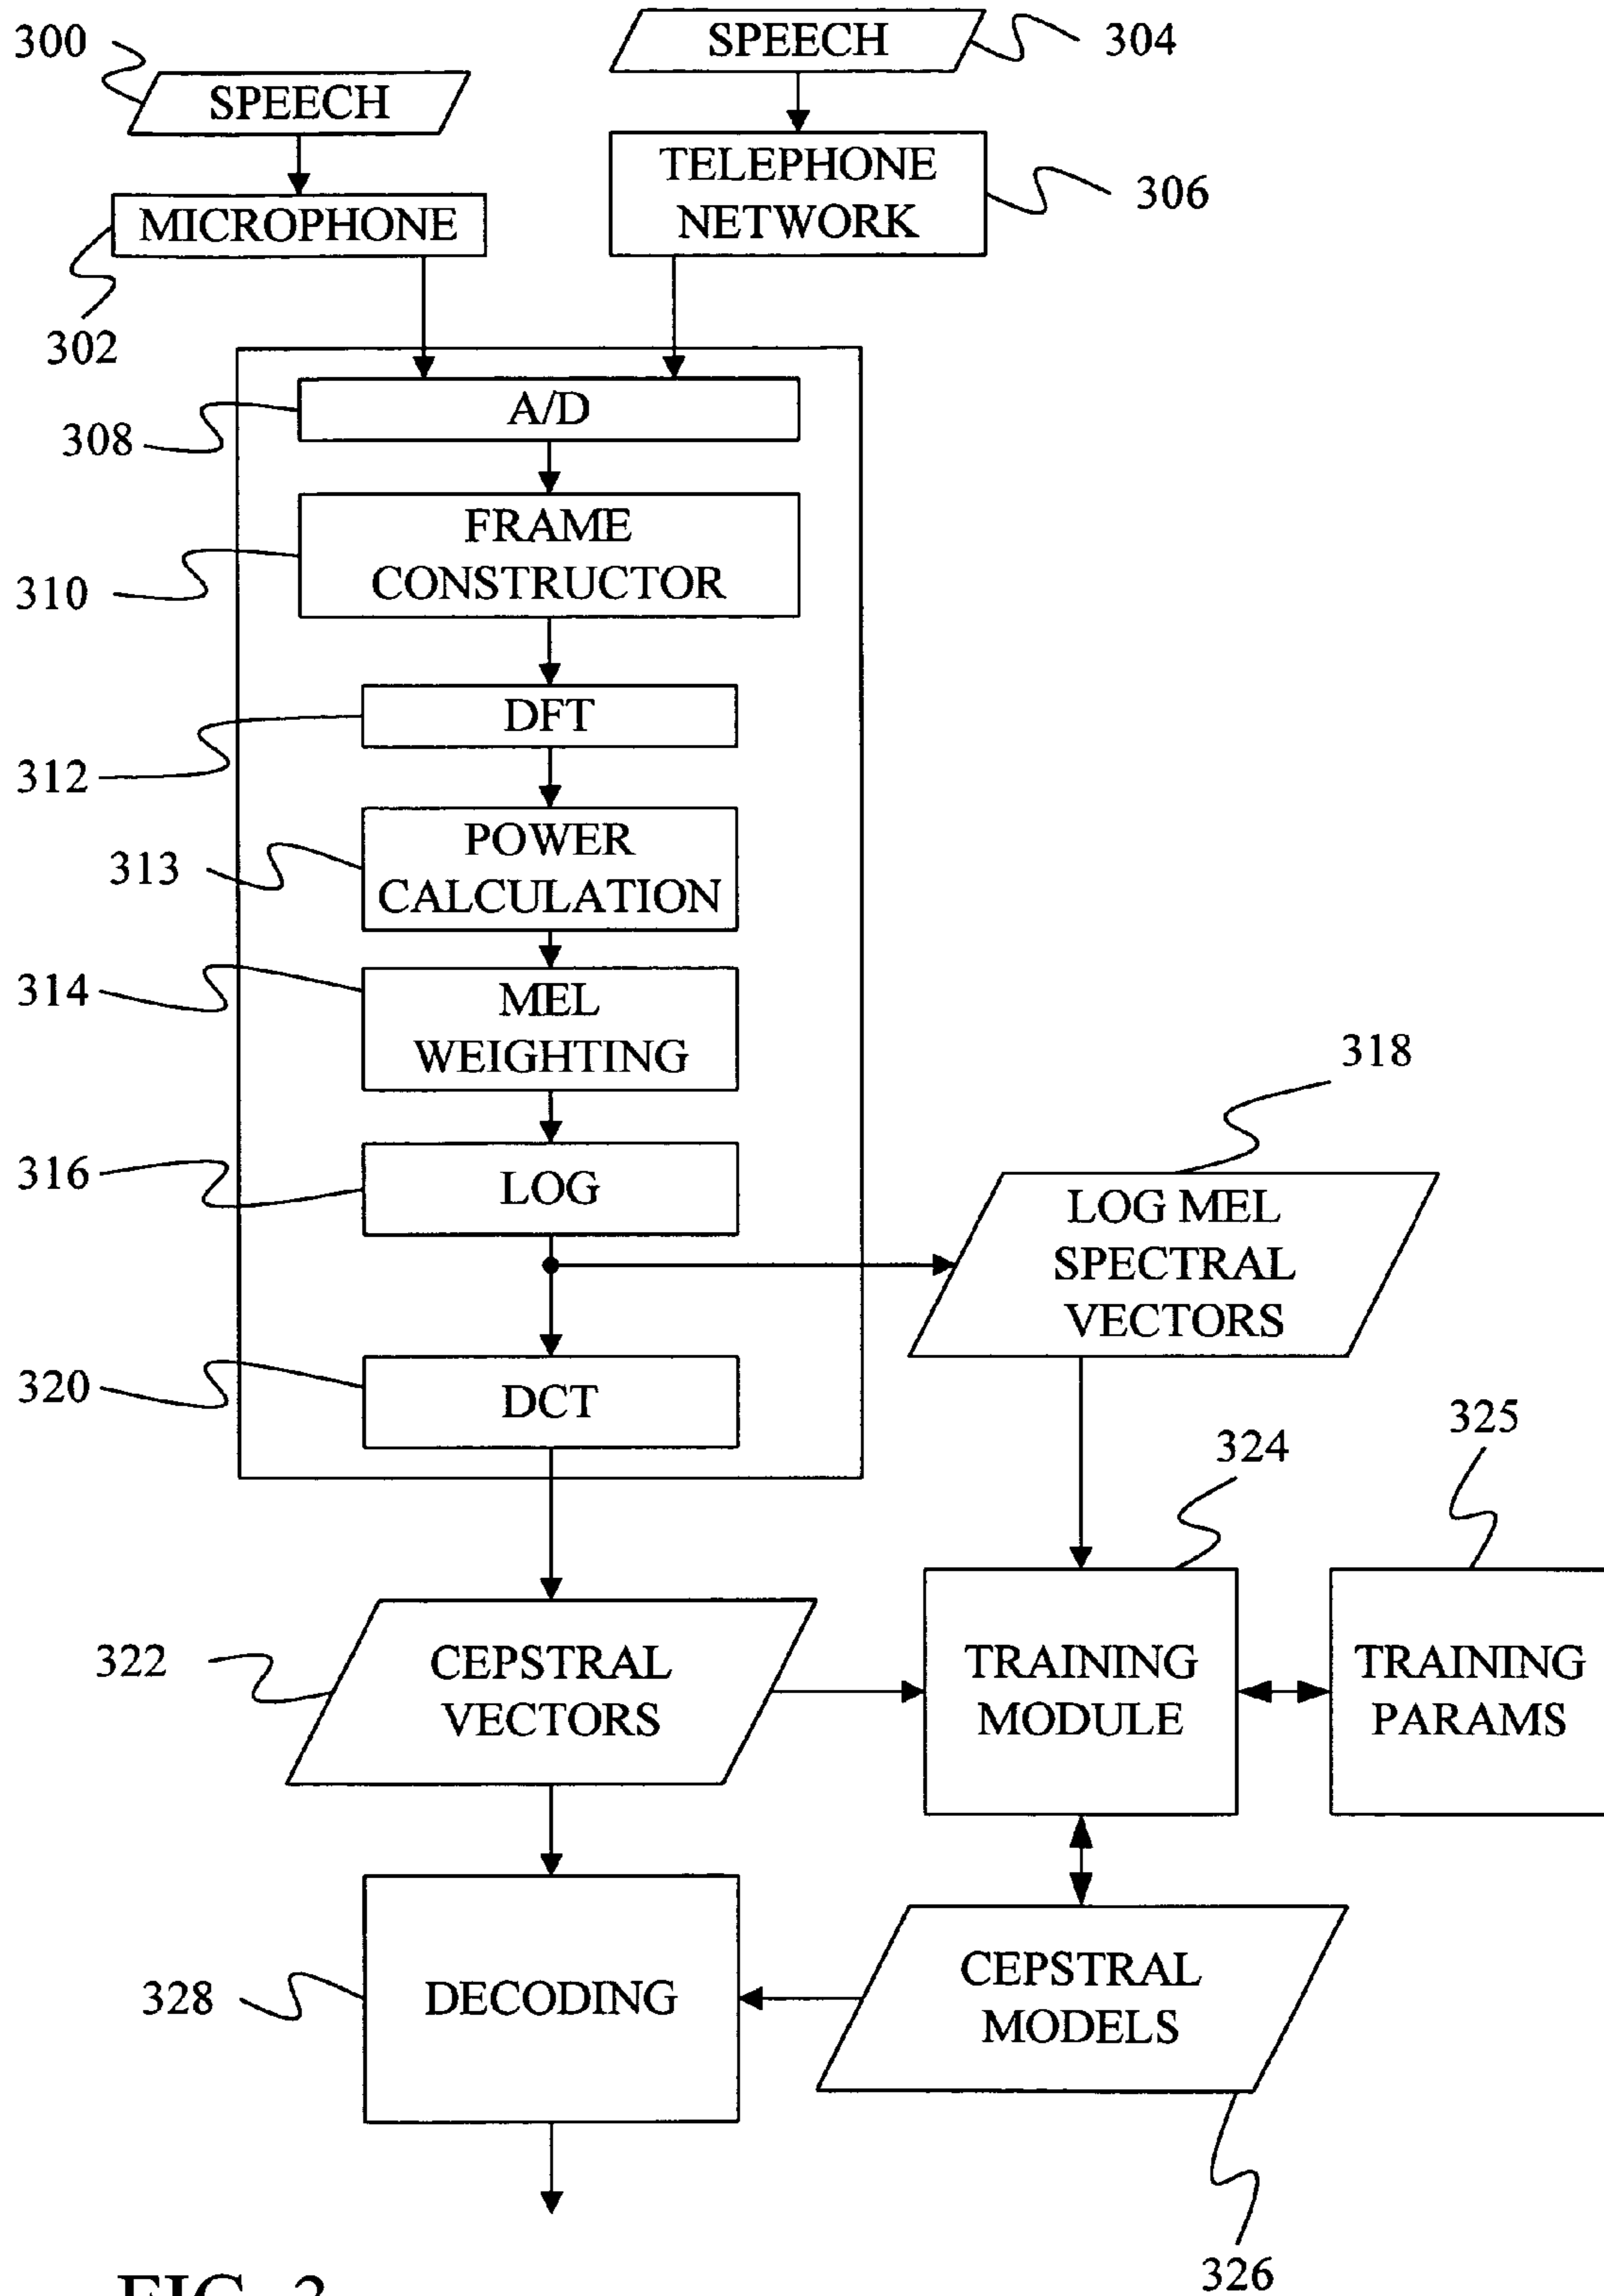 300
SPEECH
304
SPEECH
TELEPHONE
NETWORK
306
MICROPHONE
302
A/D
308
FRAME
CONSTRUCTOR
310
DFT
312
POWER
CALCULATION
313
314
MEL
WEIGHTING
318
316
LOG
LOG MEL
SPECTRAL
VECTORS
320
DCT
325
324
322
CEPSTRAL
VECTORS
TRAINING
MODULE
TRAINING
PARAMS
328
DECODING
CEPSTRAL
MODELS
326
FIG. 3